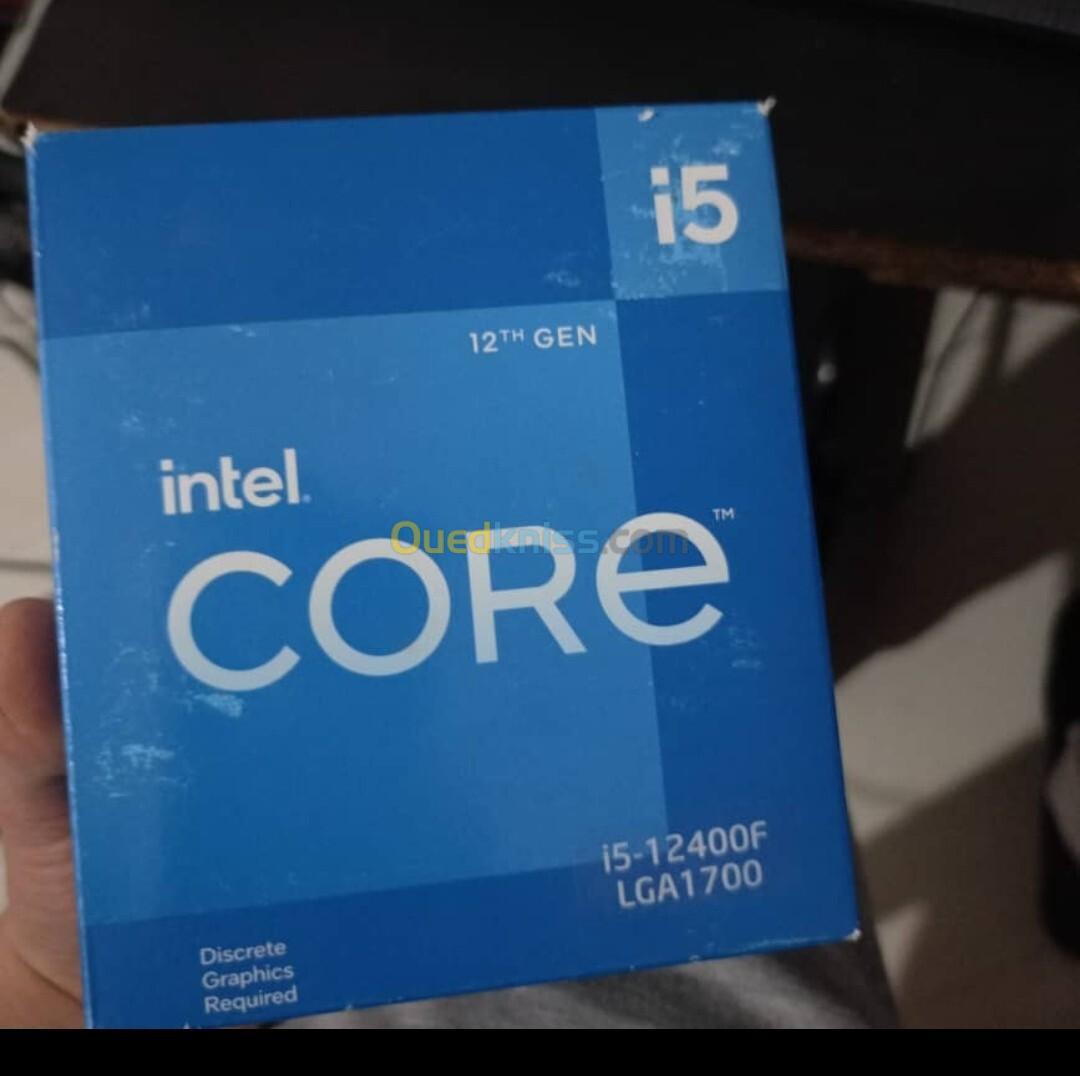 i5
12TH GEN
intel.
CORE™
Ouedkniss.com
i5-12400F
LGA1700
Discrete
Graphics
Required